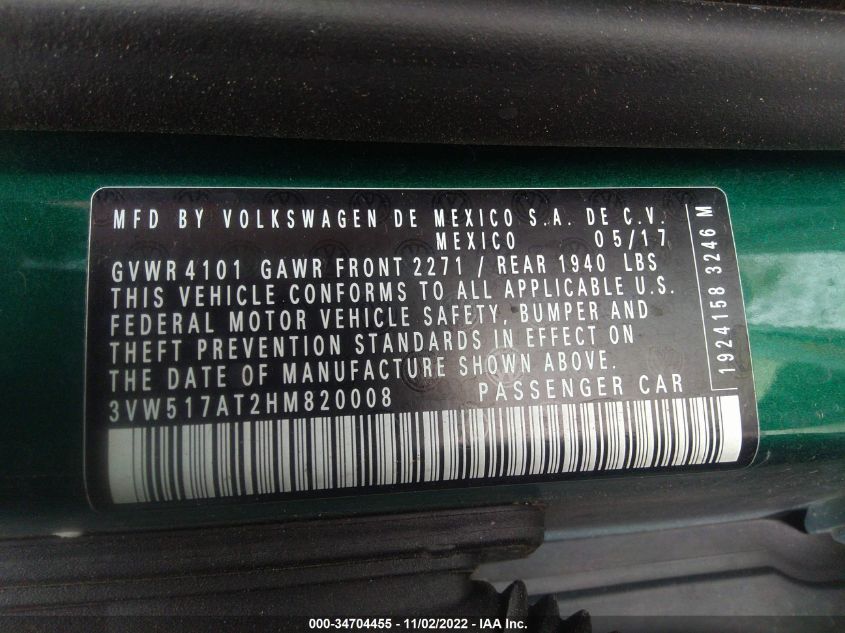 MFD BY VOLKSWAGEN DE MEXICO S.A. DE C.V.
MEXICO 05/17
GVWR 4101 GAWR FRONT 2271 / REAR 1940 LBS
THIS VEHICLE CONFORMS TO ALL APPLICABLE U.S.
FEDERAL MOTOR VEHICLE SAFETY, BUMPER AND
THEFT PREVENTION STANDARDS IN EFFECT ON
THE DATE OF MANUFACTURE SHOWN ABOVE.
3VW517AT2HM820008 PASSENGER CAR
1924158 3246 M
000-34704455 - 11/02/2022 - IAA Inc.